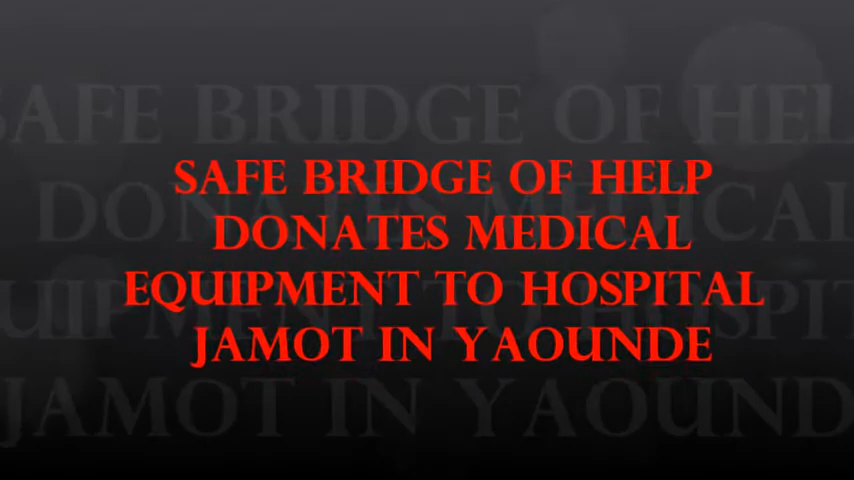 SAFE BRIDGE OF HELP
DONATES MEDICAL
EQUIPMENT TO HOSPITAL
JAMOT IN YAOUNDE